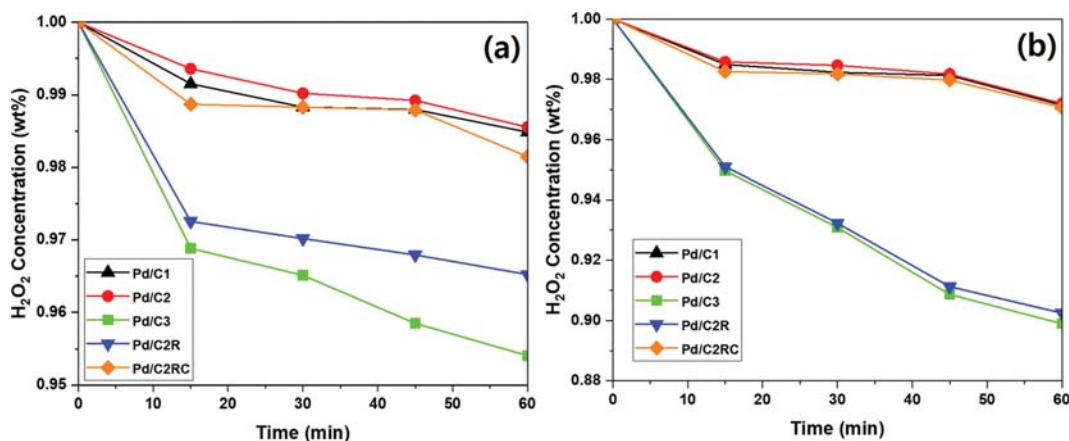 (a)
H₂O₂ Concentration (wt%)
1.00
0.99
0.98
0.97
0.96
0.95
Pd/C1
Pd/C2
Pd/C3
Pd/C2R
Pd/C2RC
0 10 20 30 40 50 60
Time (min)
(b)
H₂O₂ Concentration (wt%)
1.00
0.98
0.96
0.94
0.92
0.90
0.88
Pd/C1
Pd/C2
Pd/C3
Pd/C2R
Pd/C2RC
0 10 20 30 40 50 60
Time (min)